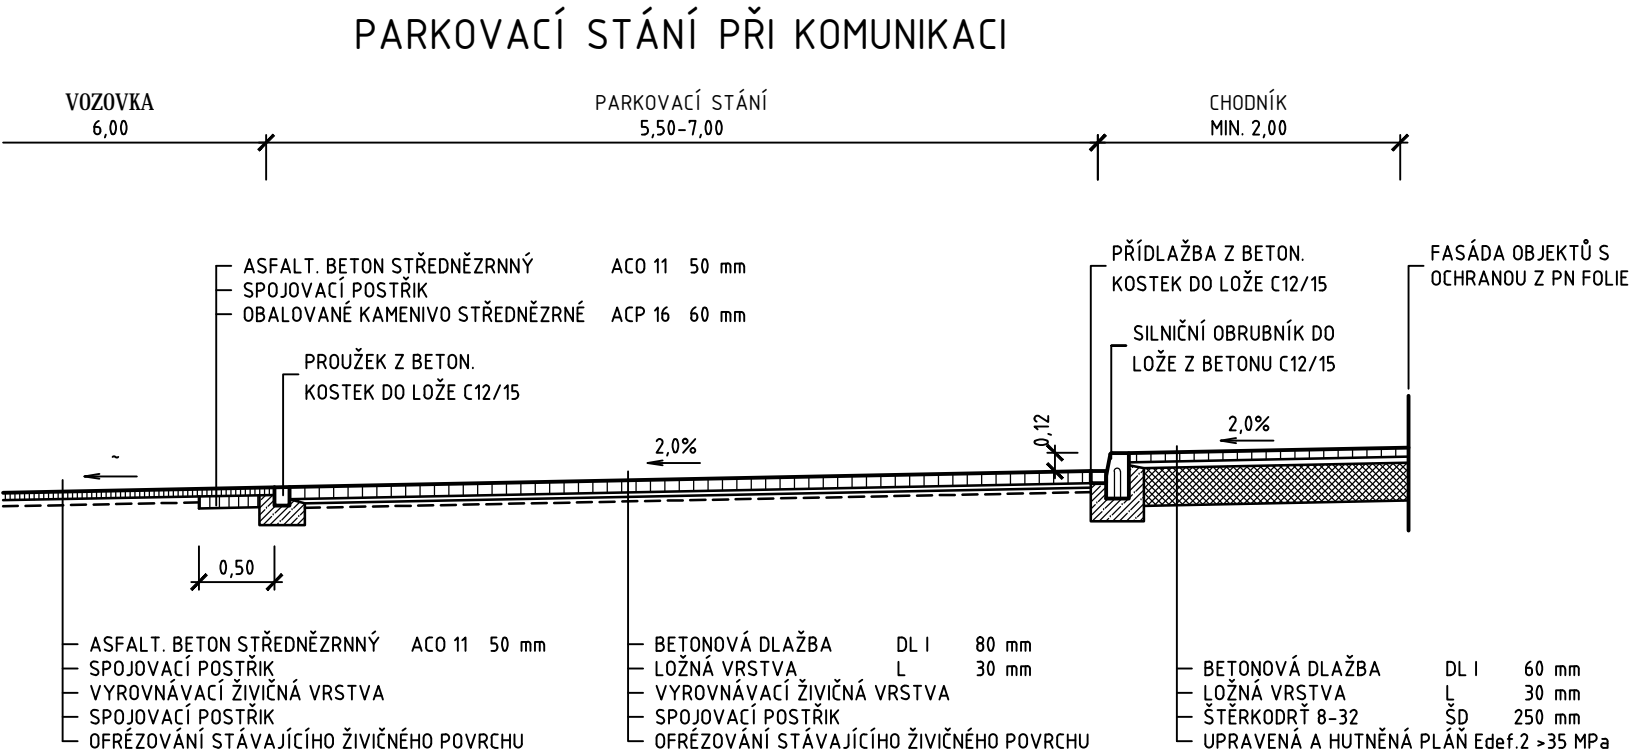 PARKOVACÍ STÁNÍ PŘI KOMUNIKACI
VOZOVKA
6,00
PARKOVACÍ STÁNÍ
5,50-7,00
CHODNÍK
MIN. 2,00
ASFALT. BETON STŘEDNĚZRNNÝ ACO 11 50 mm
SPOJOVACÍ POSTŘIK
OBALOVANÉ KAMENIVO STŘEDNĚZRNÉ ACP 16 60 mm
PROUŽEK Z BETON.
KOSTEK DO LOŽE C12/15
PŘÍDLAŽBA Z BETON.
KOSTEK DO LOŽE C12/15
SILNIČNÍ OBRUBNÍK DO
LOŽE Z BETONU C12/15
FASÁDA OBJEKTŮ S
OCHRANOU Z PN FOLIE
~
2,0%
0,12
2,0%
0,50
ASFALT. BETON STŘEDNĚZRNNÝ ACO 11 50 mm
SPOJOVACÍ POSTŘIK
VYROVNÁVACÍ ŽIVIČNÁ VRSTVA
SPOJOVACÍ POSTŘIK
OFRÉZOVÁNÍ STÁVAJÍCÍHO ŽIVIČNÉHO POVRCHU
BETONOVÁ DLAŽBA DL I 80 mm
LOŽNÁ VRSTVA L 30 mm
VYROVNÁVACÍ ŽIVIČNÁ VRSTVA
SPOJOVACÍ POSTŘIK
OFRÉZOVÁNÍ STÁVAJÍCÍHO ŽIVIČNÉHO POVRCHU
BETONOVÁ DLAŽBA DL I 60 mm
LOŽNÁ VRSTVA L 30 mm
ŠTĚRKODRŤ 8-32 ŠD 250 mm
UPRAVENÁ A HUTNĚNÁ PLÁŇ Edef.2 >35 MPa